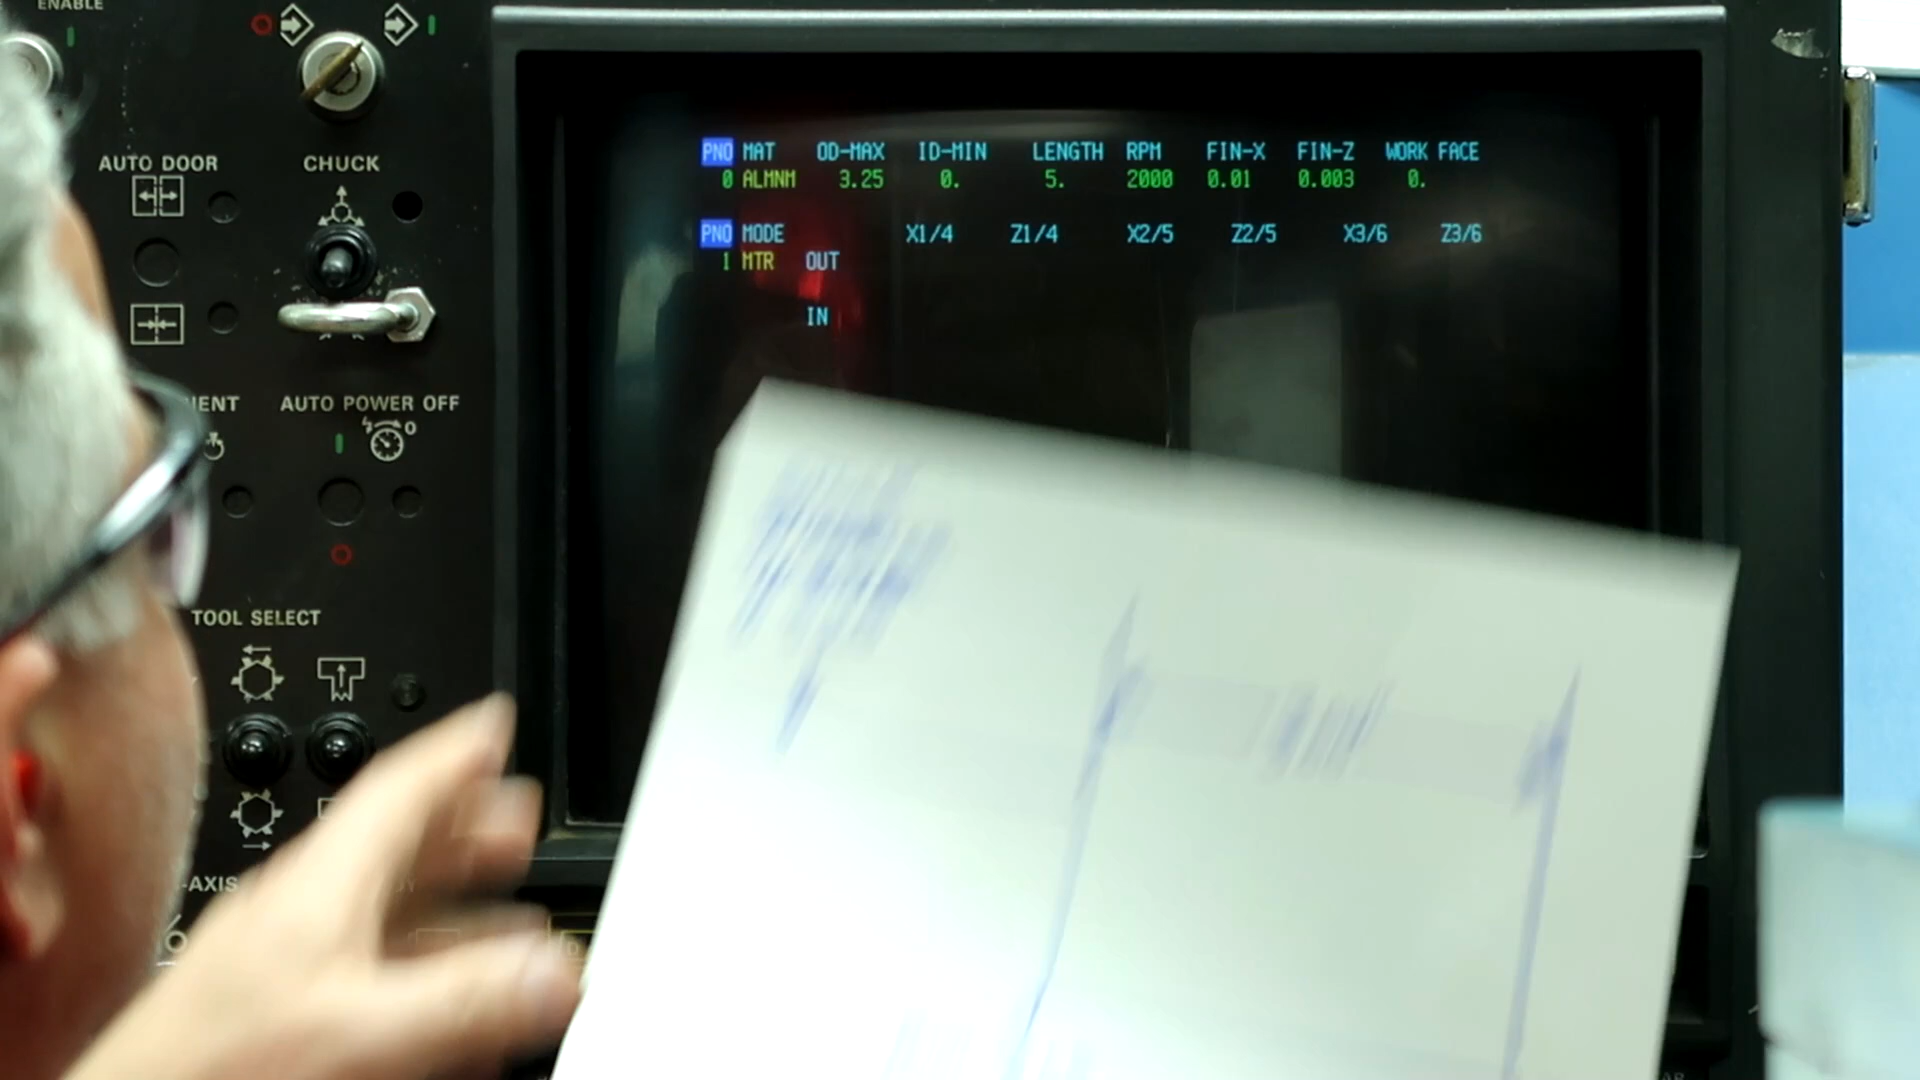 ENABLE
AUTO DOOR
CHUCK
AUTO POWER OFF
TOOL SELECT
-AXIS
PNO MAT OD-MAX ID-MIN LENGTH RPM FIN-X FIN-Z WORK FACE
0 ALMNM 3.25 0. 5. 2000 0.01 0.003 0.
PNO MODE X1/4 Z1/4 X2/5 Z2/5 X3/6 Z3/6
1 MTR OUT
IN